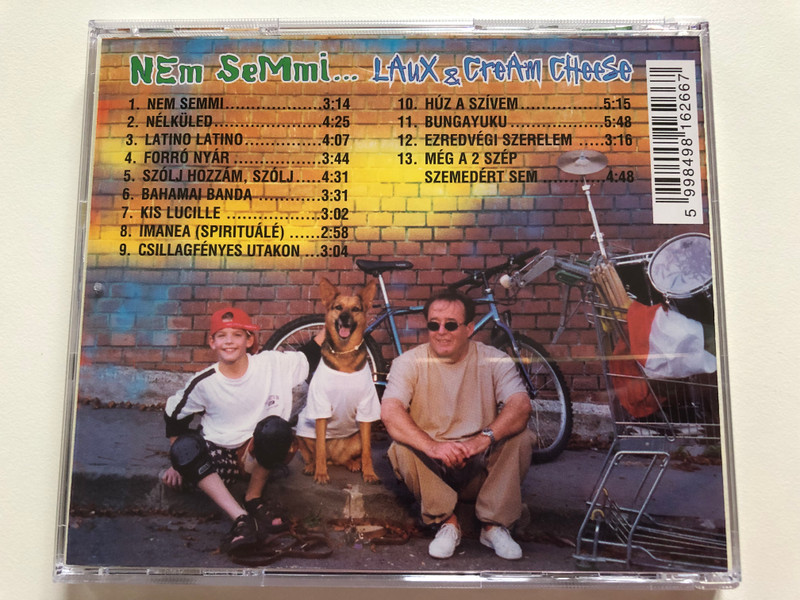 NEm SeMmi... LAuX & CreAm CHeeSe
1. NEM SEMMI......................3:14
2. NÉLKÜLED......................4:25
3. LATINO LATINO................4:07
4. FORRÓ NYÁR ..................3:44
5. SZÓLJ HOZZÁM, SZÓLJ.....4:31
6. BAHAMAI BANDA .............3:31
7. KIS LUCILLE ...................3:02
8. IMANEA (SPIRITUÁLÉ) ......2:58
9. CSILLAGFÉNYES UTAKON ...3:04
10. HÚZ A SZÍVEM.................5:15
11. BUNGAYUKU ...................5:48
12. EZREDVÉGI SZERELEM .....3:16
13. MÉG A 2 SZÉP
SZEMEDÉRT SEM .............4:48
5 998498 162667